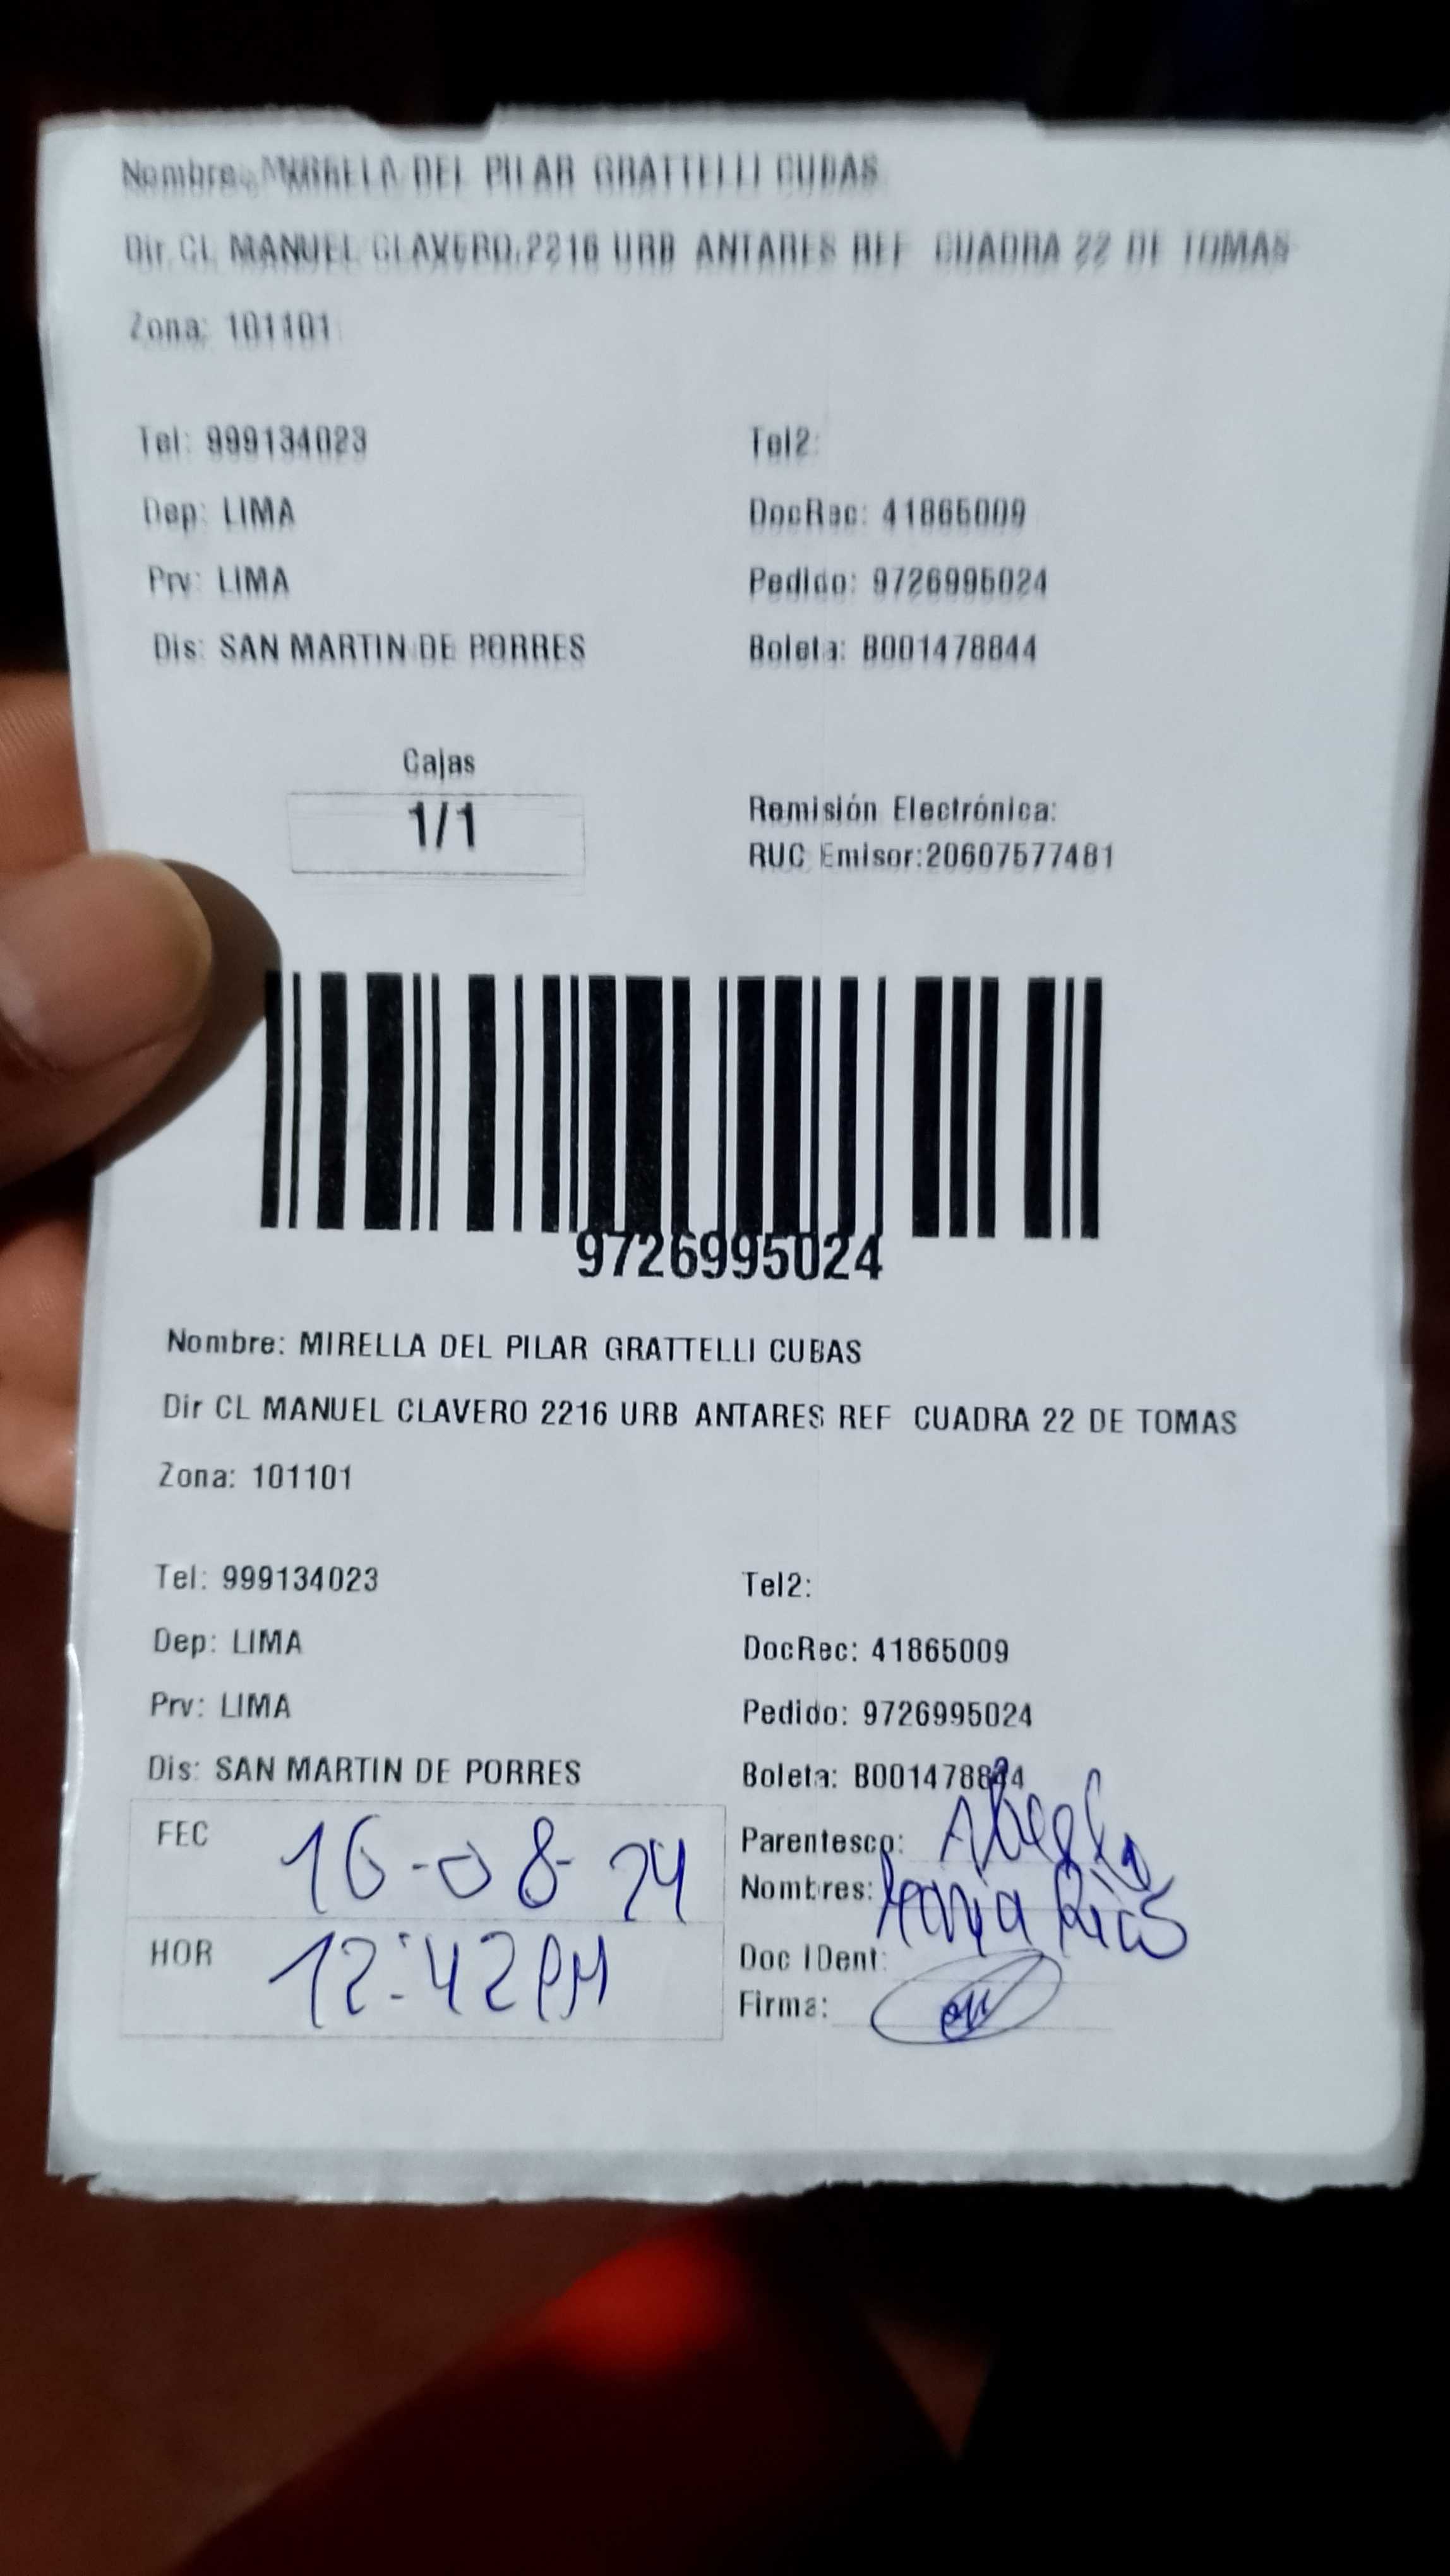 Nombre: MIRELLA DEL PILAR GRATTELLI CUBAS
Dir CL MANUEL CLAVERO 2216 URB ANTARES REF CUADRA 22 DE TOMAS
Zona: 101101
Tel: 999134023 Tel2:
Dep: LIMA DocRec: 41865009
Prv: LIMA Pedido: 9726995024
Dis: SAN MARTIN DE PORRES Boleta: B001478844
Cajas
1/1
Remisión Electrónica:
RUC Emisor:20607577481
9726995024
Nombre: MIRELLA DEL PILAR GRATTELLI CUBAS
Dir CL MANUEL CLAVERO 2216 URB ANTARES REF CUADRA 22 DE TOMAS
Zona: 101101
Tel: 999134023 Tel2:
Dep: LIMA DocRec: 41865009
Prv: LIMA Pedido: 9726995024
Dis: SAN MARTIN DE PORRES Boleta: B001478844
FEC 16-08-24 Parentesco:
Nombres: Rios
HOR 12:42PM Doc IDent:
Firma: